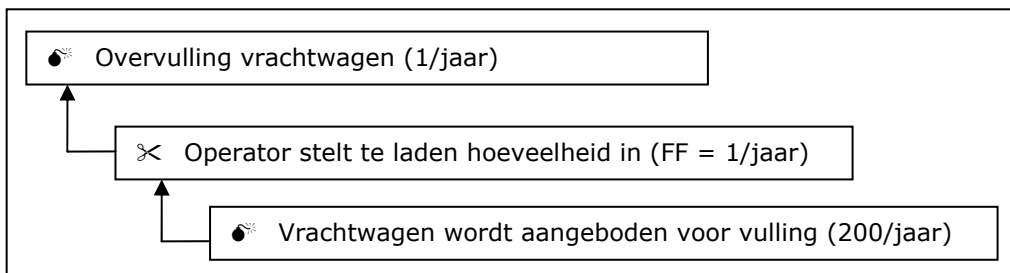 Overvulling vrachtwagen (1/jaar)
Operator stelt te laden hoeveelheid in (FF = 1/jaar)
Vrachtwagen wordt aangeboden voor vulling (200/jaar)